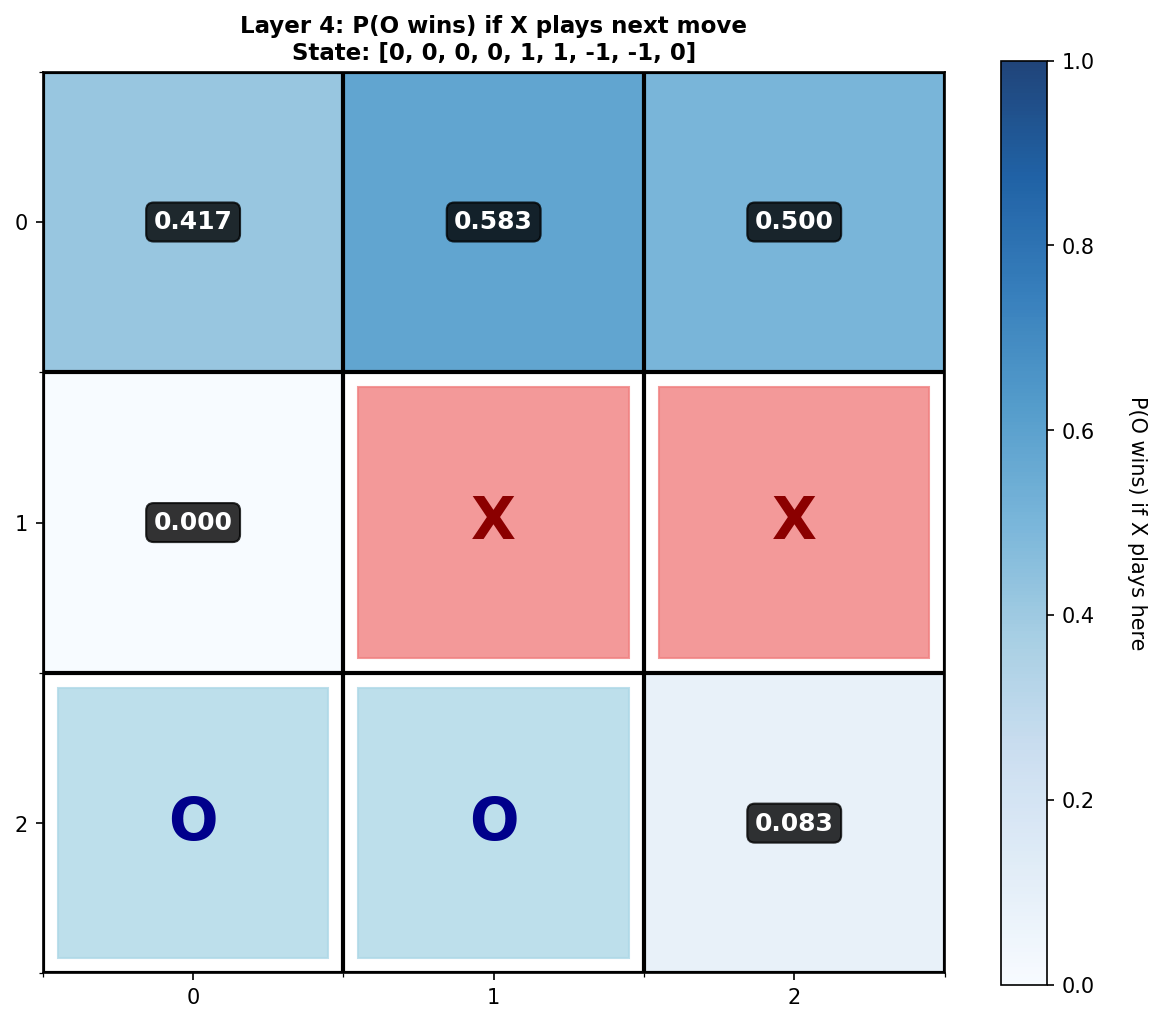 Layer 4: P(O wins) if X plays next move
State: [0, 0, 0, 0, 1, 1, -1, -1, 0]
0
0.417
0.583
0.500
1
0.000
X
X
2
O
O
0.083
0
1
2
1.0
0.8
0.6
0.4
0.2
0.0
P(O wins) if X plays here